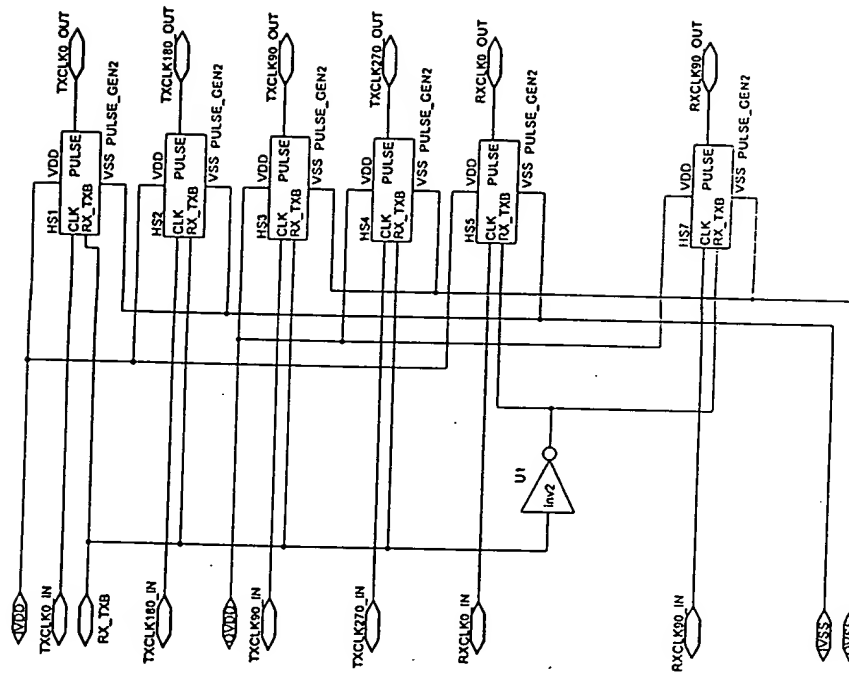 IVDD
TXCLK0_IN
RX_TXB
HS1
VDD
CLK
RX_TXB
PULSE
VSS PULSE_GEN2
TXCLK0_OUT
TXCLK180_IN
HS2
VDD
CLK
RX_TXB
PULSE
VSS PULSE_GEN2
TXCLK180_OUT
TXCLK90_IN
HS3
VDD
CLK
RX_TXB
PULSE
VSS PULSE_GEN2
TXCLK90_OUT
TXCLK270_IN
HS4
VDD
CLK
RX_TXB
PULSE
VSS PULSE_GEN2
TXCLK270_OUT
RXCLK0_IN
HS5
VDD
CLK
RX_TXB
PULSE
VSS PULSE_GEN2
RXCLK0_OUT
U1
inv2
RXCLK90_IN
HS7
VDD
CLK
RX_TXB
PULSE
VSS PULSE_GEN2
RXCLK90_OUT
IVSS